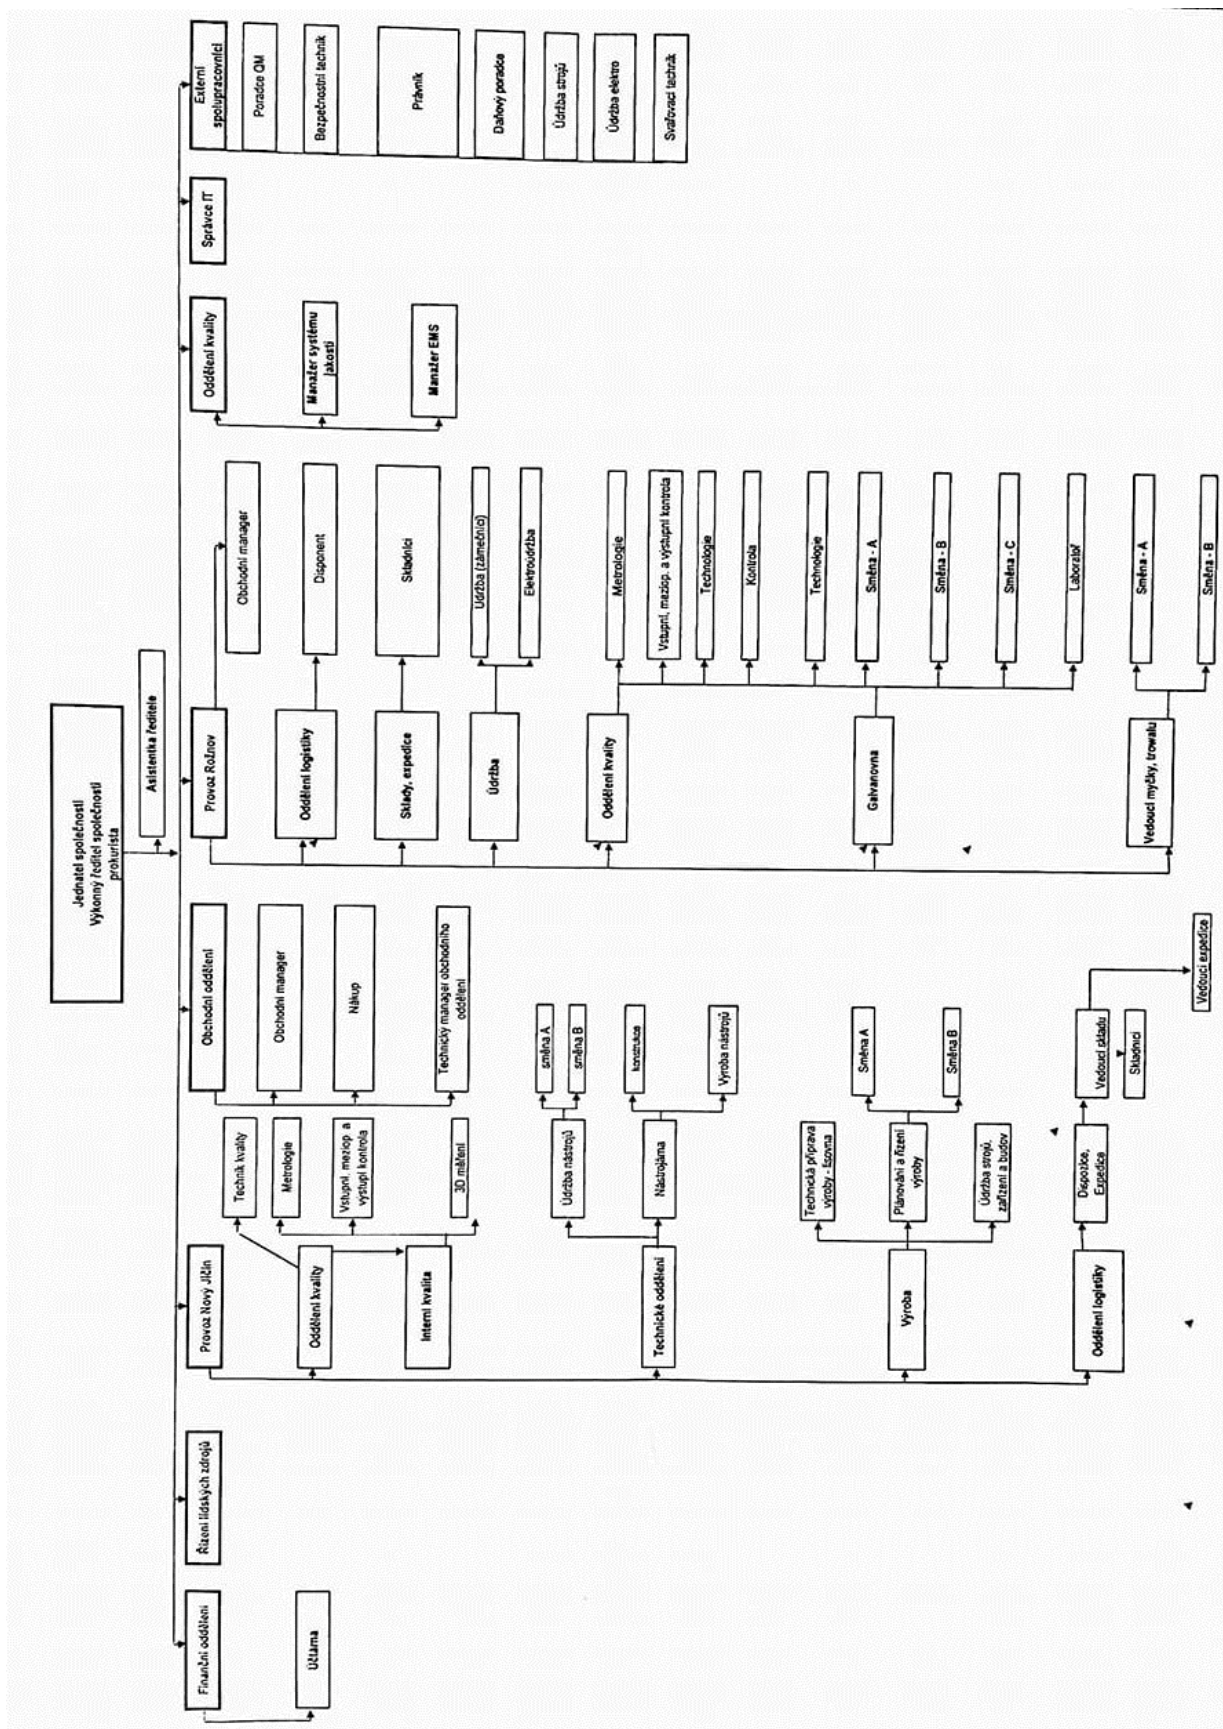 Jednatel společnosti
Výkonný ředitel společnosti
prokurista
Asistentka ředitele
Finanční oddělení
Účtárna
Řízení lidských zdrojů
Provoz Nový Jičín
Oddělení kvality
Technik kvality
Interní kvalita
Metrologie
Vstupní, meziop. a
výstupí kontrola
3D měření
Technické oddělení
Údržba nástrojů
směna A
směna B
Nástrojárna
konstrukce
Výroba nástrojů
Výroba
Technická příprava
výroby - lisovna
Plánování a řízení
výroby
Směna A
Směna B
Údržba strojů,
zařízení a budov
Oddělení logistiky
Dispozice,
Expedice
Vedoucí skladu
Skladníci
Vedoucí expedice
Obchodní oddělení
Obchodní manager
Nákup
Technický manager obchodního
oddělení
Provoz Rožnov
Obchodní manager
Oddělení logistiky
Disponent
Sklady, expedice
Skladníci
Údržba
Údržba (zámečníci)
Elektroúdržba
Oddělení kvality
Metrologie
Vstupní, meziop. a výstupní kontrola
Technologie
Kontrola
Galvanovna
Technologie
Směna - A
Směna - B
Směna - C
Laboratoř
Vedoucí myčky, trowalu
Směna - A
Směna - B
Oddělení kvality
Manažer systému
jakosti
Manažer EMS
Správce IT
Externí
spolupracovníci
Poradce QM
Bezpečnostní technik
Právník
Daňový poradce
Údržba strojů
Údržba elektro
Svařovací technik